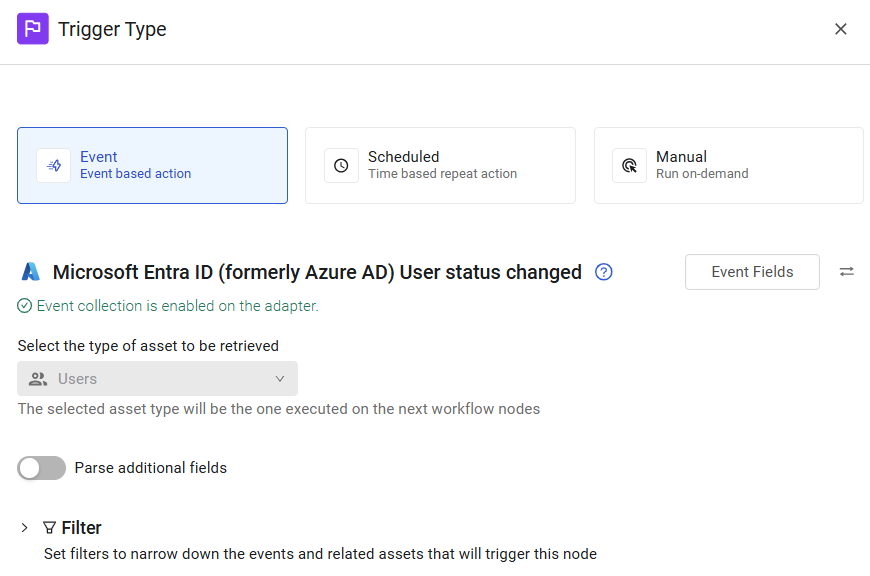 Trigger Type
Event
Event based action
Scheduled
Time based repeat action
Manual
Run on-demand
Microsoft Entra ID (formerly Azure AD) User status changed
Event Fields
Event collection is enabled on the adapter.
Select the type of asset to be retrieved
Users
The selected asset type will be the one executed on the next workflow nodes
Parse additional fields
Filter
Set filters to narrow down the events and related assets that will trigger this node